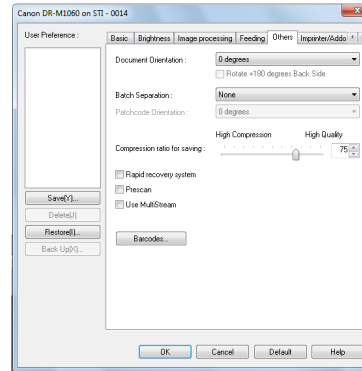 Canon DR-M1060 on STI - 0014
User Preference :
Save(Y)...
Delete(J)
Restore(I)...
Back Up(X)...
Basic Brightness Image processing Feeding Others Imprinter/Addo
Document Orientation : 0 degrees
Rotate +180 degrees Back Side
Batch Separation : None
Patchcode Orientation : 0 degrees
High Compression High Quality
Compression ratio for saving : 75
Rapid recovery system
Prescan
Use MultiStream
Barcodes...
OK Cancel Default Help